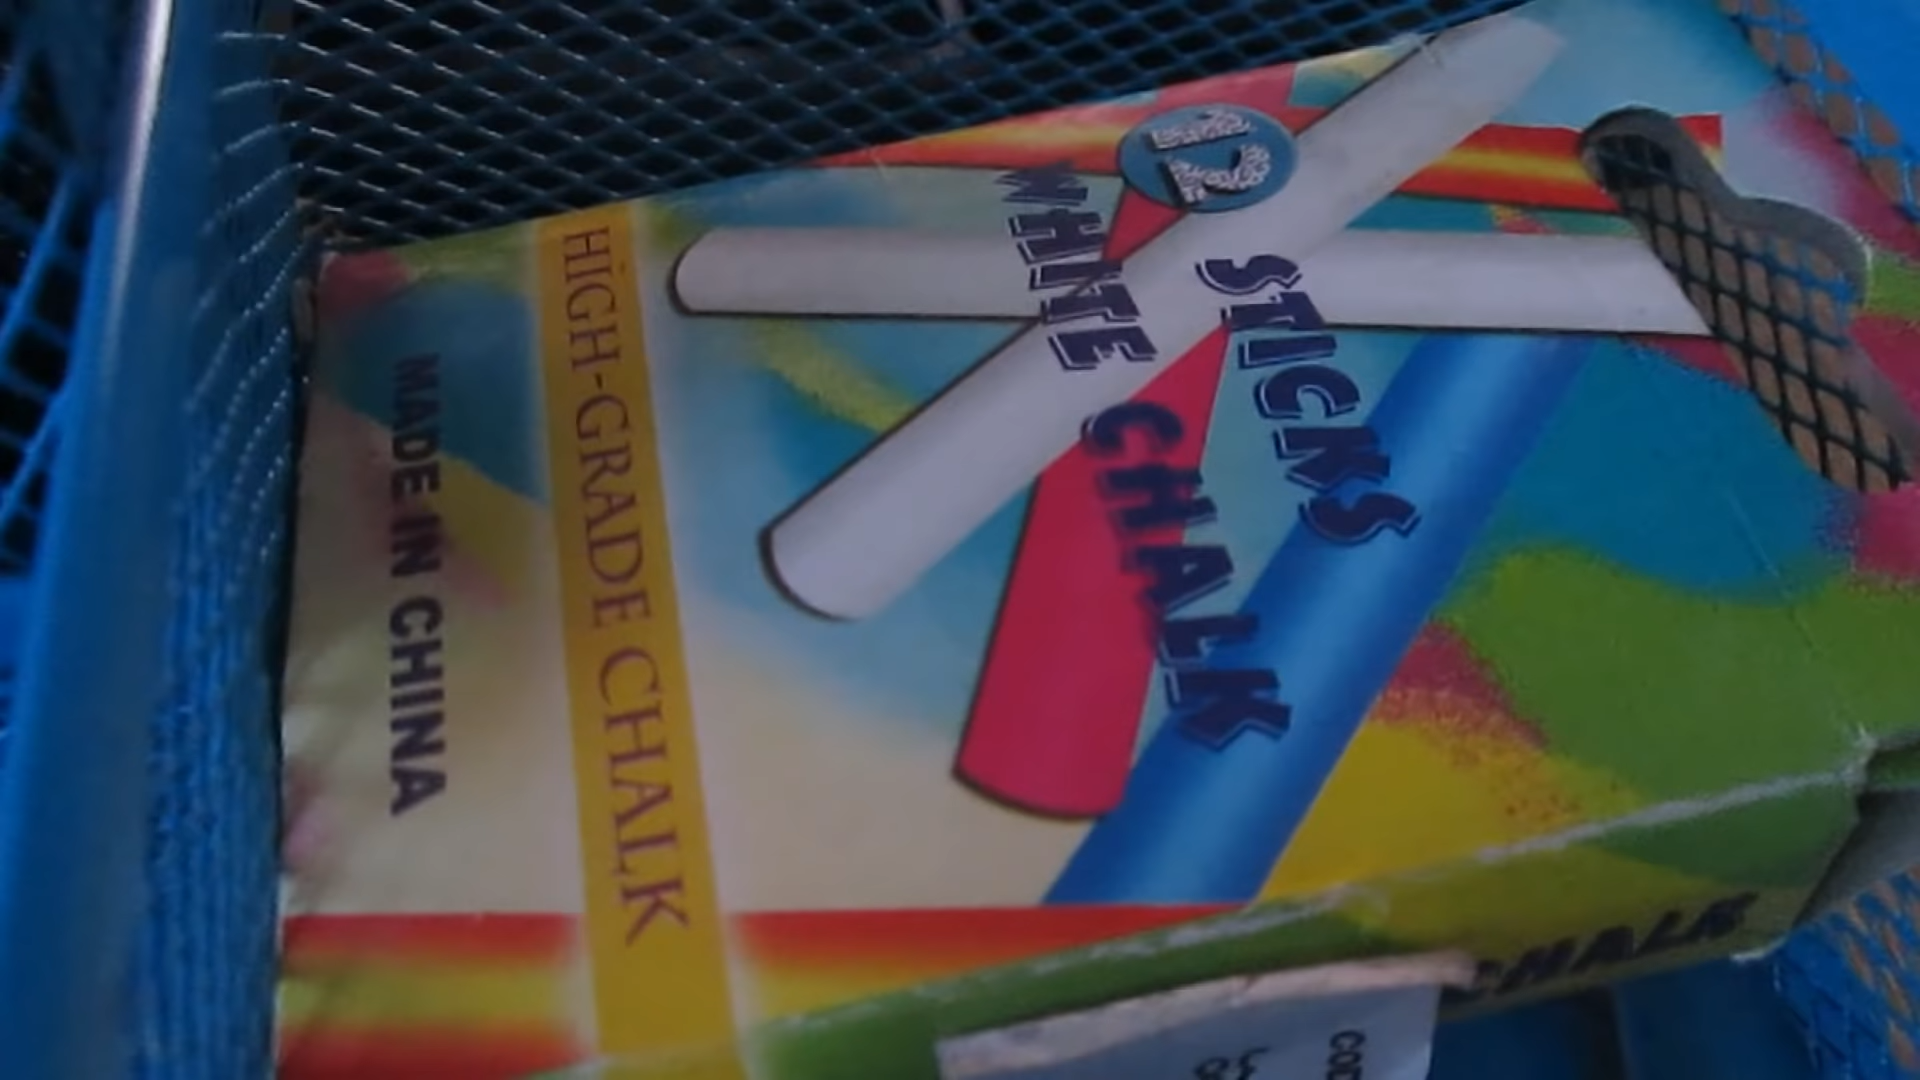 12
STICKS
WHITE CHALK
HIGH-GRADE CHALK
MADE IN CHINA
CHALK